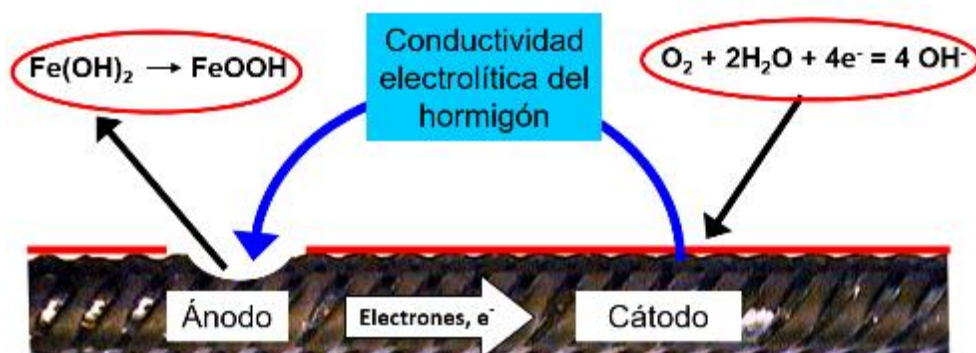 Fe(OH)₂ → FeOOH
Conductividad
electrolítica del
hormigón
O₂ + 2H₂O + 4e⁻ = 4 OH⁻
Ánodo
Electrones, e⁻
Cátodo